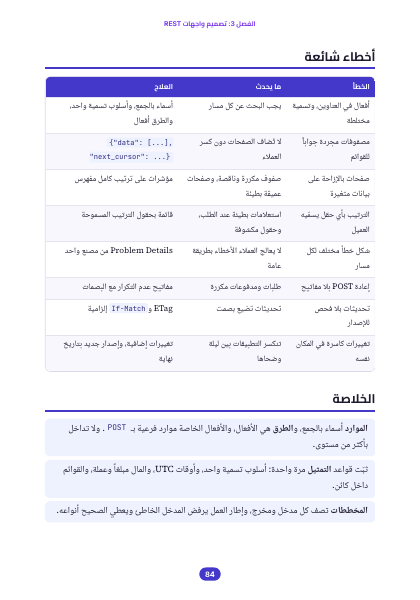 الفصل 3: تصميم واجهات REST
أخطاء شائعة
الخطأ	ما يحدث	العلاج
أفعال في العناوين، وتسمية مختلطة	يجب البحث عن كل مسار	أسماء بالجمع، وأسلوب تسمية واحد، والطرق أفعال
مصفوفات مجردة جواباً للقوائم	لا تضاف الصفحات دون كسر العملاء	{"data": [...], "next_cursor": ...}
صفحات بالإزاحة على بيانات متغيرة	صفوف مكررة وناقصة، وصفحات عميقة بطيئة	مؤشرات على ترتيب كامل مفهرس
الترتيب بأي حقل يسميه العميل	استعلامات بطيئة عند الطلب، وحقول مكشوفة	قائمة بحقول الترتيب المسموحة
شكل خطأ مختلف لكل مسار	لا يعالج العملاء الأخطاء بطريقة عامة	Problem Details من مصنع واحد
إعادة POST بلا مفاتيح	طلبات ومدفوعات مكررة	مفاتيح عدم التكرار مع البصمات
تحديثات بلا فحص للإصدار	تحديثات تضيع بصمت	ETag و If-Match إلزامية
تغييرات كاسرة في المكان نفسه	تنكسر التطبيقات بين ليلة وضحاها	تغييرات إضافية، وإصدار جديد بتاريخ نهاية
الخلاصة
الموارد أسماء بالجمع، والطرق هي الأفعال، والأفعال الخاصة موارد فرعية بـ POST. ولا تداخل
بأكثر من مستوى.
ثبّت قواعد التمثيل مرة واحدة: أسلوب تسمية واحد، وأوقات UTC، والمال مبلغاً وعملة، والقوائم
داخل كائن.
المخططات تصف كل مدخل ومخرج، وإطار العمل يرفض المدخل الخاطئ ويعطي الصحيح أنواعه.
84